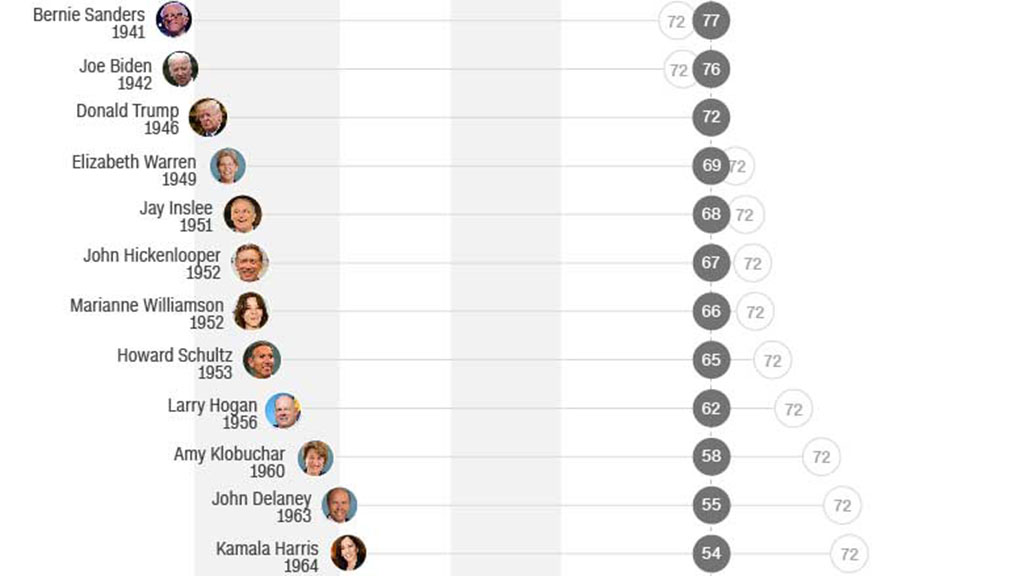 Bernie Sanders 72 77
1941
Joe Biden 72 76
1942
Donald Trump 72
1946
Elizabeth Warren 69 72
1949
Jay Inslee 68 72
1951
John Hickenlooper 67 72
1952
Marianne Williamson 66 72
1952
Howard Schultz 65 72
1953
Larry Hogan 62 72
1956
Amy Klobuchar 58 72
1960
John Delaney 55 72
1963
Kamala Harris 54 72
1964